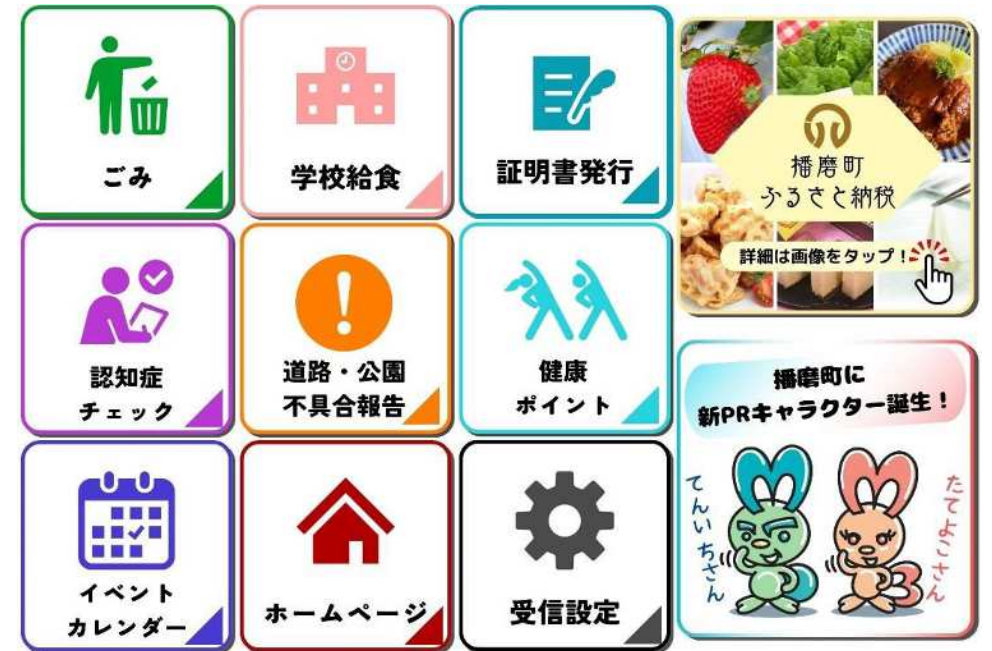 ごみ
学校給食
証明書発行
認知症
チェック
道路・公園
不具合報告
健康
ポイント
イベント
カレンダー
ホームページ
受信設定
播磨町
ふるさと納税
詳細は画像をタップ！
播磨町に
新PRキャラクター誕生！
てんいちさん
たてよこさん